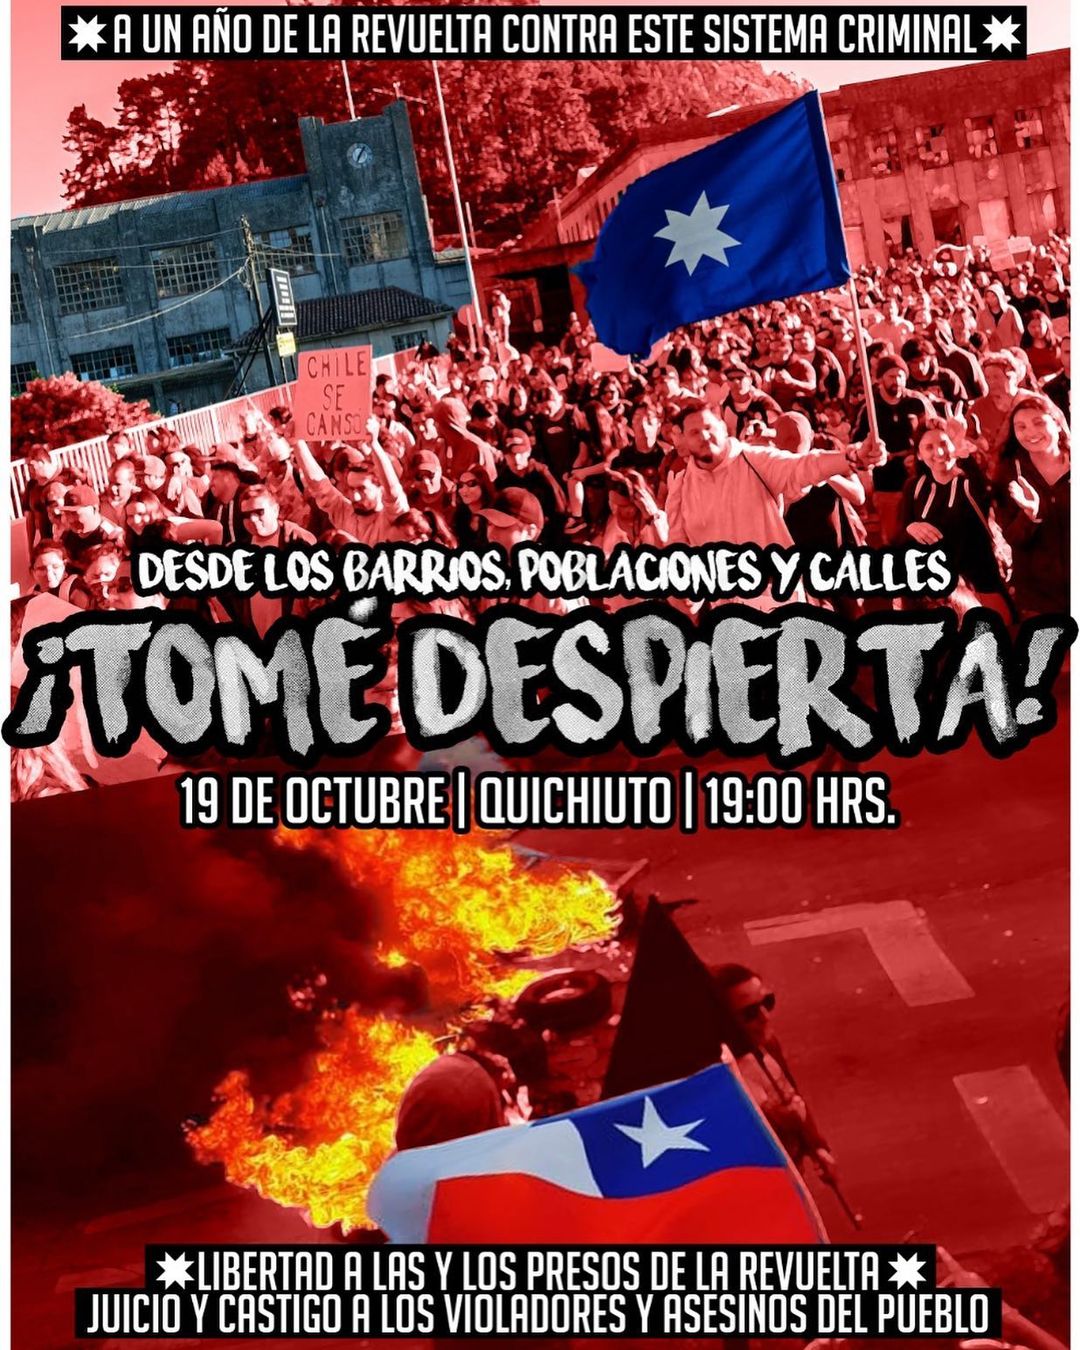 A UN AÑO DE LA REVUELTA CONTRA ESTE SISTEMA CRIMINAL
CHILE
SE
CANSÓ
DESDE LOS BARRIOS, POBLACIONES Y CALLES
¡TOMÉ DESPIERTA!
19 DE OCTUBRE | QUICHIUTO | 19:00 HRS.
LIBERTAD A LAS Y LOS PRESOS DE LA REVUELTA
JUICIO Y CASTIGO A LOS VIOLADORES Y ASESINOS DEL PUEBLO